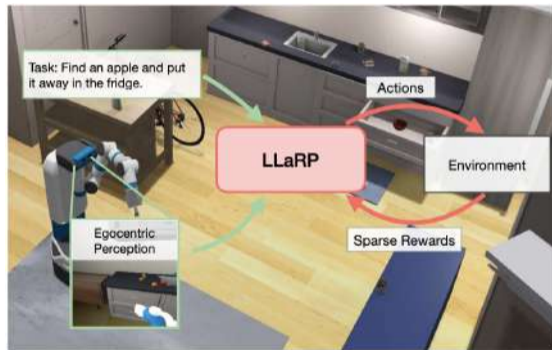 Task: Find an apple and put
it away in the fridge.
Actions
LLaRP
Environment
Egocentric
Perception
Sparse Rewards